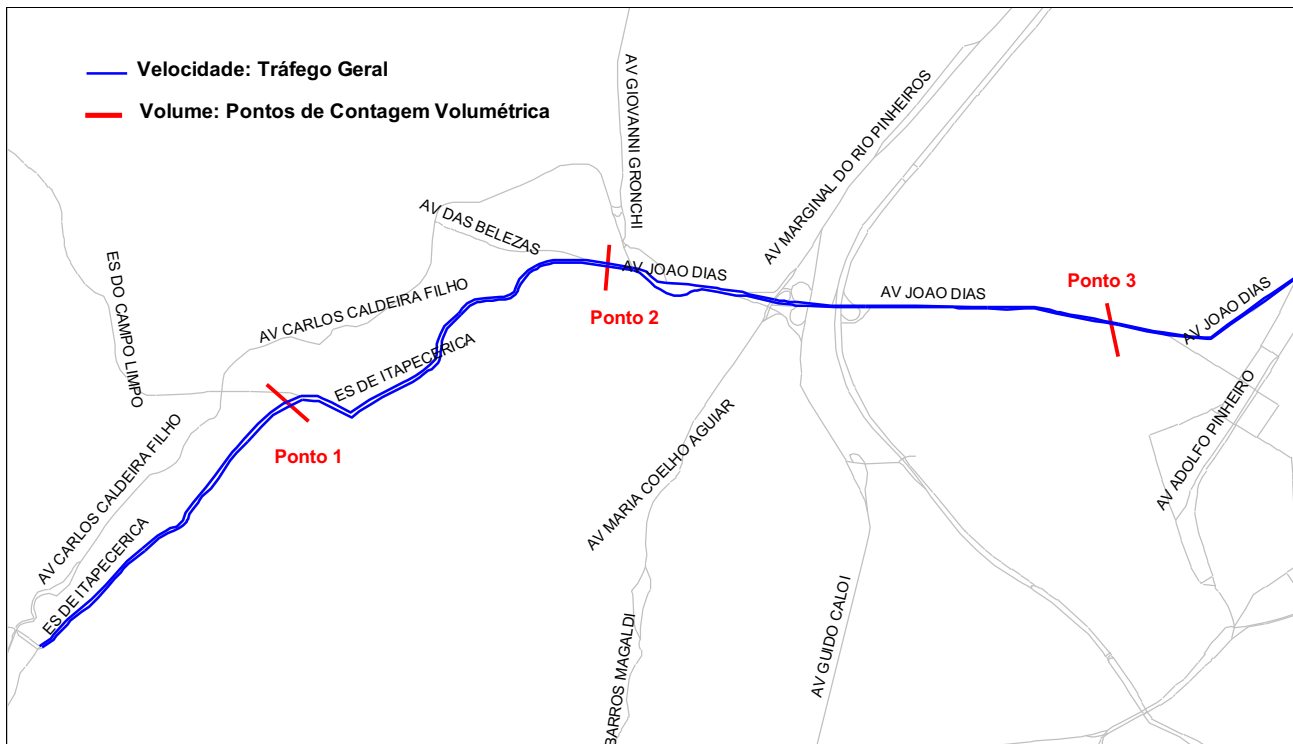 Velocidade: Tráfego Geral
Volume: Pontos de Contagem Volumétrica
AV GIOVANNI GRONCHI
AV MARGINAL DO RIO PINHEIROS
AV DAS BELEZAS
ES DO CAMPO LIMPO
AV CARLOS CALDEIRA FILHO
AV JOAO DIAS
Ponto 2
AV JOAO DIAS
Ponto 3
AV JOAO DIAS
ES DE ITAPECERICA
Ponto 1
AV CARLOS CALDEIRA FILHO
ES DE ITAPECERICA
AV MARIA COELHO AGUIAR
AV ADOLFO PINHEIRO
AV GUIDO CALOI
BARROS MAGALDI